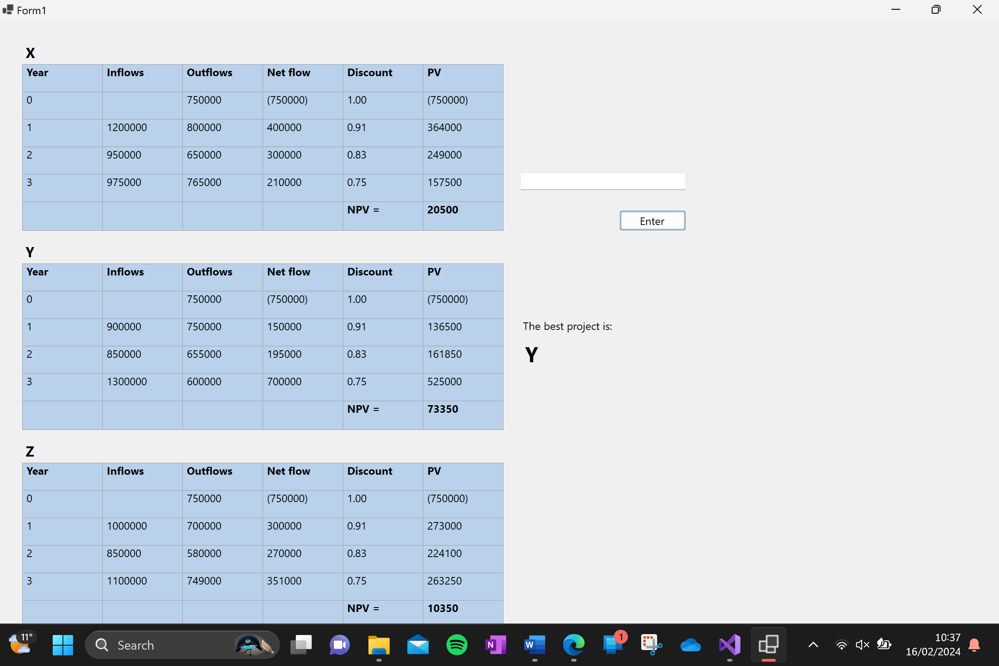 Form1
X
Year Inflows Outflows Net flow Discount PV
0 750000 (750000) 1.00 (750000)
1 1200000 800000 400000 0.91 364000
2 950000 650000 300000 0.83 249000
3 975000 765000 210000 0.75 157500
NPV = 20500
Enter
Y
Year Inflows Outflows Net flow Discount PV
0 750000 (750000) 1.00 (750000)
1 900000 750000 150000 0.91 136500
2 850000 655000 195000 0.83 161850
3 1300000 600000 700000 0.75 525000
NPV = 73350
The best project is:
Y
Z
Year Inflows Outflows Net flow Discount PV
0 750000 (750000) 1.00 (750000)
1 1000000 700000 300000 0.91 273000
2 850000 580000 270000 0.83 224100
3 1100000 749000 351000 0.75 263250
NPV = 10350
11°
Search
N
W
1
10:37
16/02/2024